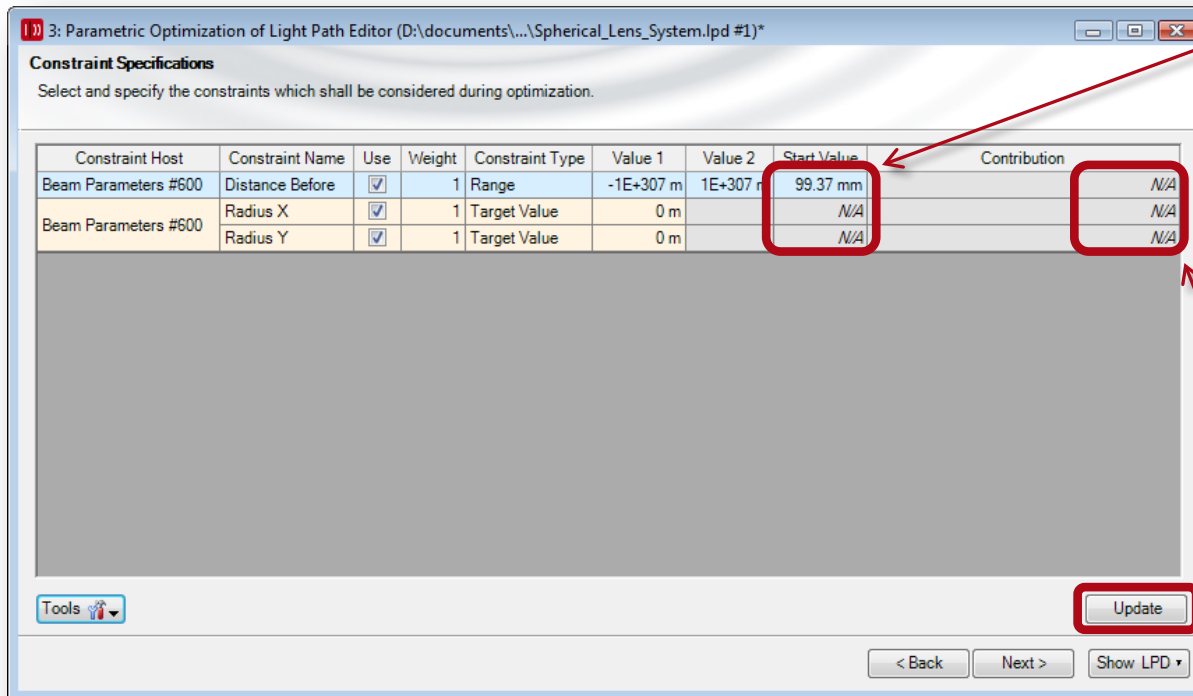 3: Parametric Optimization of Light Path Editor (D:\documents\...\Spherical_Lens_System.lpd #1)*
Constraint Specifications
Select and specify the constraints which shall be considered during optimization.
Constraint Host Constraint Name Use Weight Constraint Type Value 1 Value 2 Start Value Contribution
Beam Parameters #600 Distance Before 1 Range -1E+307 m 1E+307 m 99.37 mm N/A
Beam Parameters #600 Radius X 1 Target Value 0 m N/A N/A
Radius Y 1 Target Value 0 m N/A N/A
Tools Update
< Back Next > Show LPD